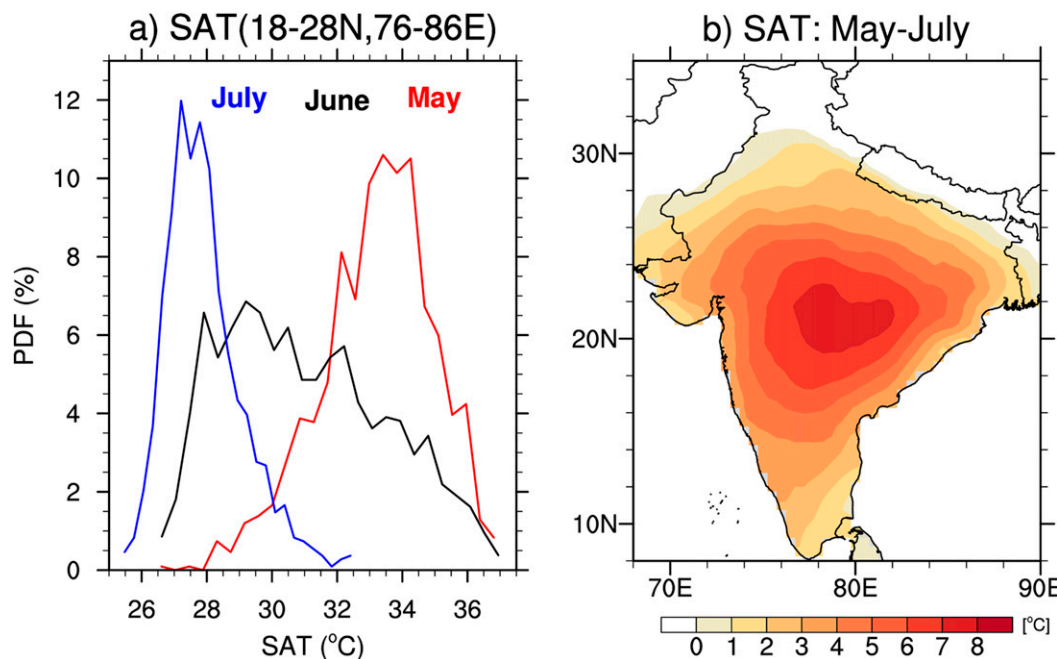 a) SAT(18-28N,76-86E)
July June May
12
10
8
6
4
2
0
PDF (%)
26 28 30 32 34 36
SAT (°C)
b) SAT: May-July
30N
20N
10N
70E 80E 90E
0 1 2 3 4 5 6 7 8 [°C]